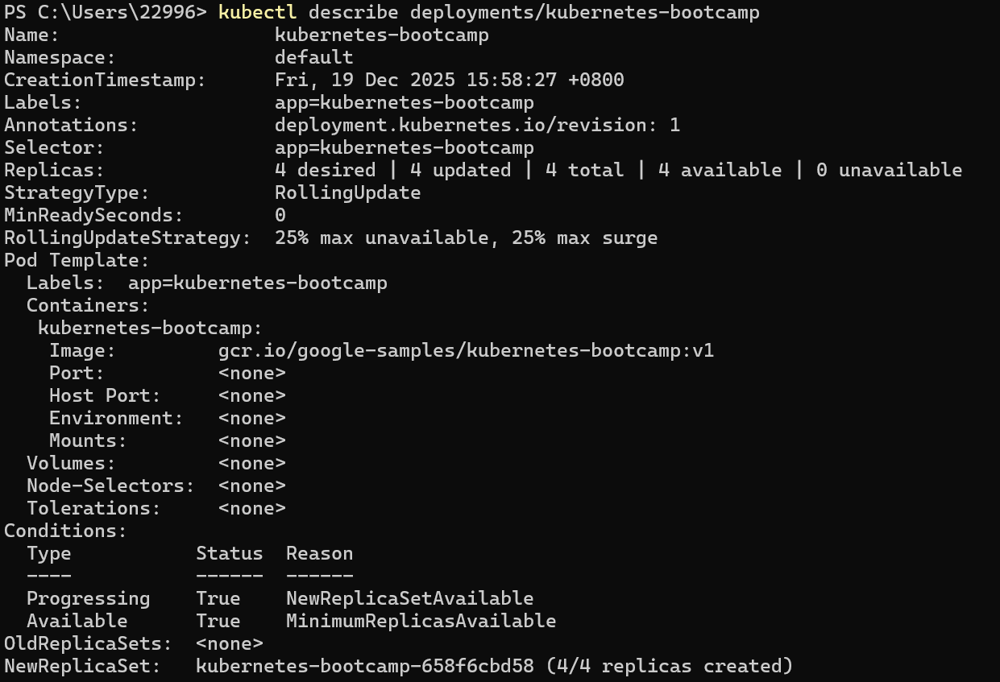 PS C:\Users\22996> kubectl describe deployments/kubernetes-bootcamp
Name:                   kubernetes-bootcamp
Namespace:              default
CreationTimestamp:      Fri, 19 Dec 2025 15:58:27 +0800
Labels:                 app=kubernetes-bootcamp
Annotations:            deployment.kubernetes.io/revision: 1
Selector:               app=kubernetes-bootcamp
Replicas:               4 desired | 4 updated | 4 total | 4 available | 0 unavailable
StrategyType:           RollingUpdate
MinReadySeconds:        0
RollingUpdateStrategy:  25% max unavailable, 25% max surge
Pod Template:
  Labels:  app=kubernetes-bootcamp
  Containers:
   kubernetes-bootcamp:
    Image:         gcr.io/google-samples/kubernetes-bootcamp:v1
    Port:          <none>
    Host Port:     <none>
    Environment:   <none>
    Mounts:        <none>
  Volumes:         <none>
  Node-Selectors:  <none>
  Tolerations:     <none>
Conditions:
  Type           Status  Reason
  ----           ------  ------
  Progressing    True    NewReplicaSetAvailable
  Available      True    MinimumReplicasAvailable
OldReplicaSets:  <none>
NewReplicaSet:   kubernetes-bootcamp-658f6cbd58 (4/4 replicas created)